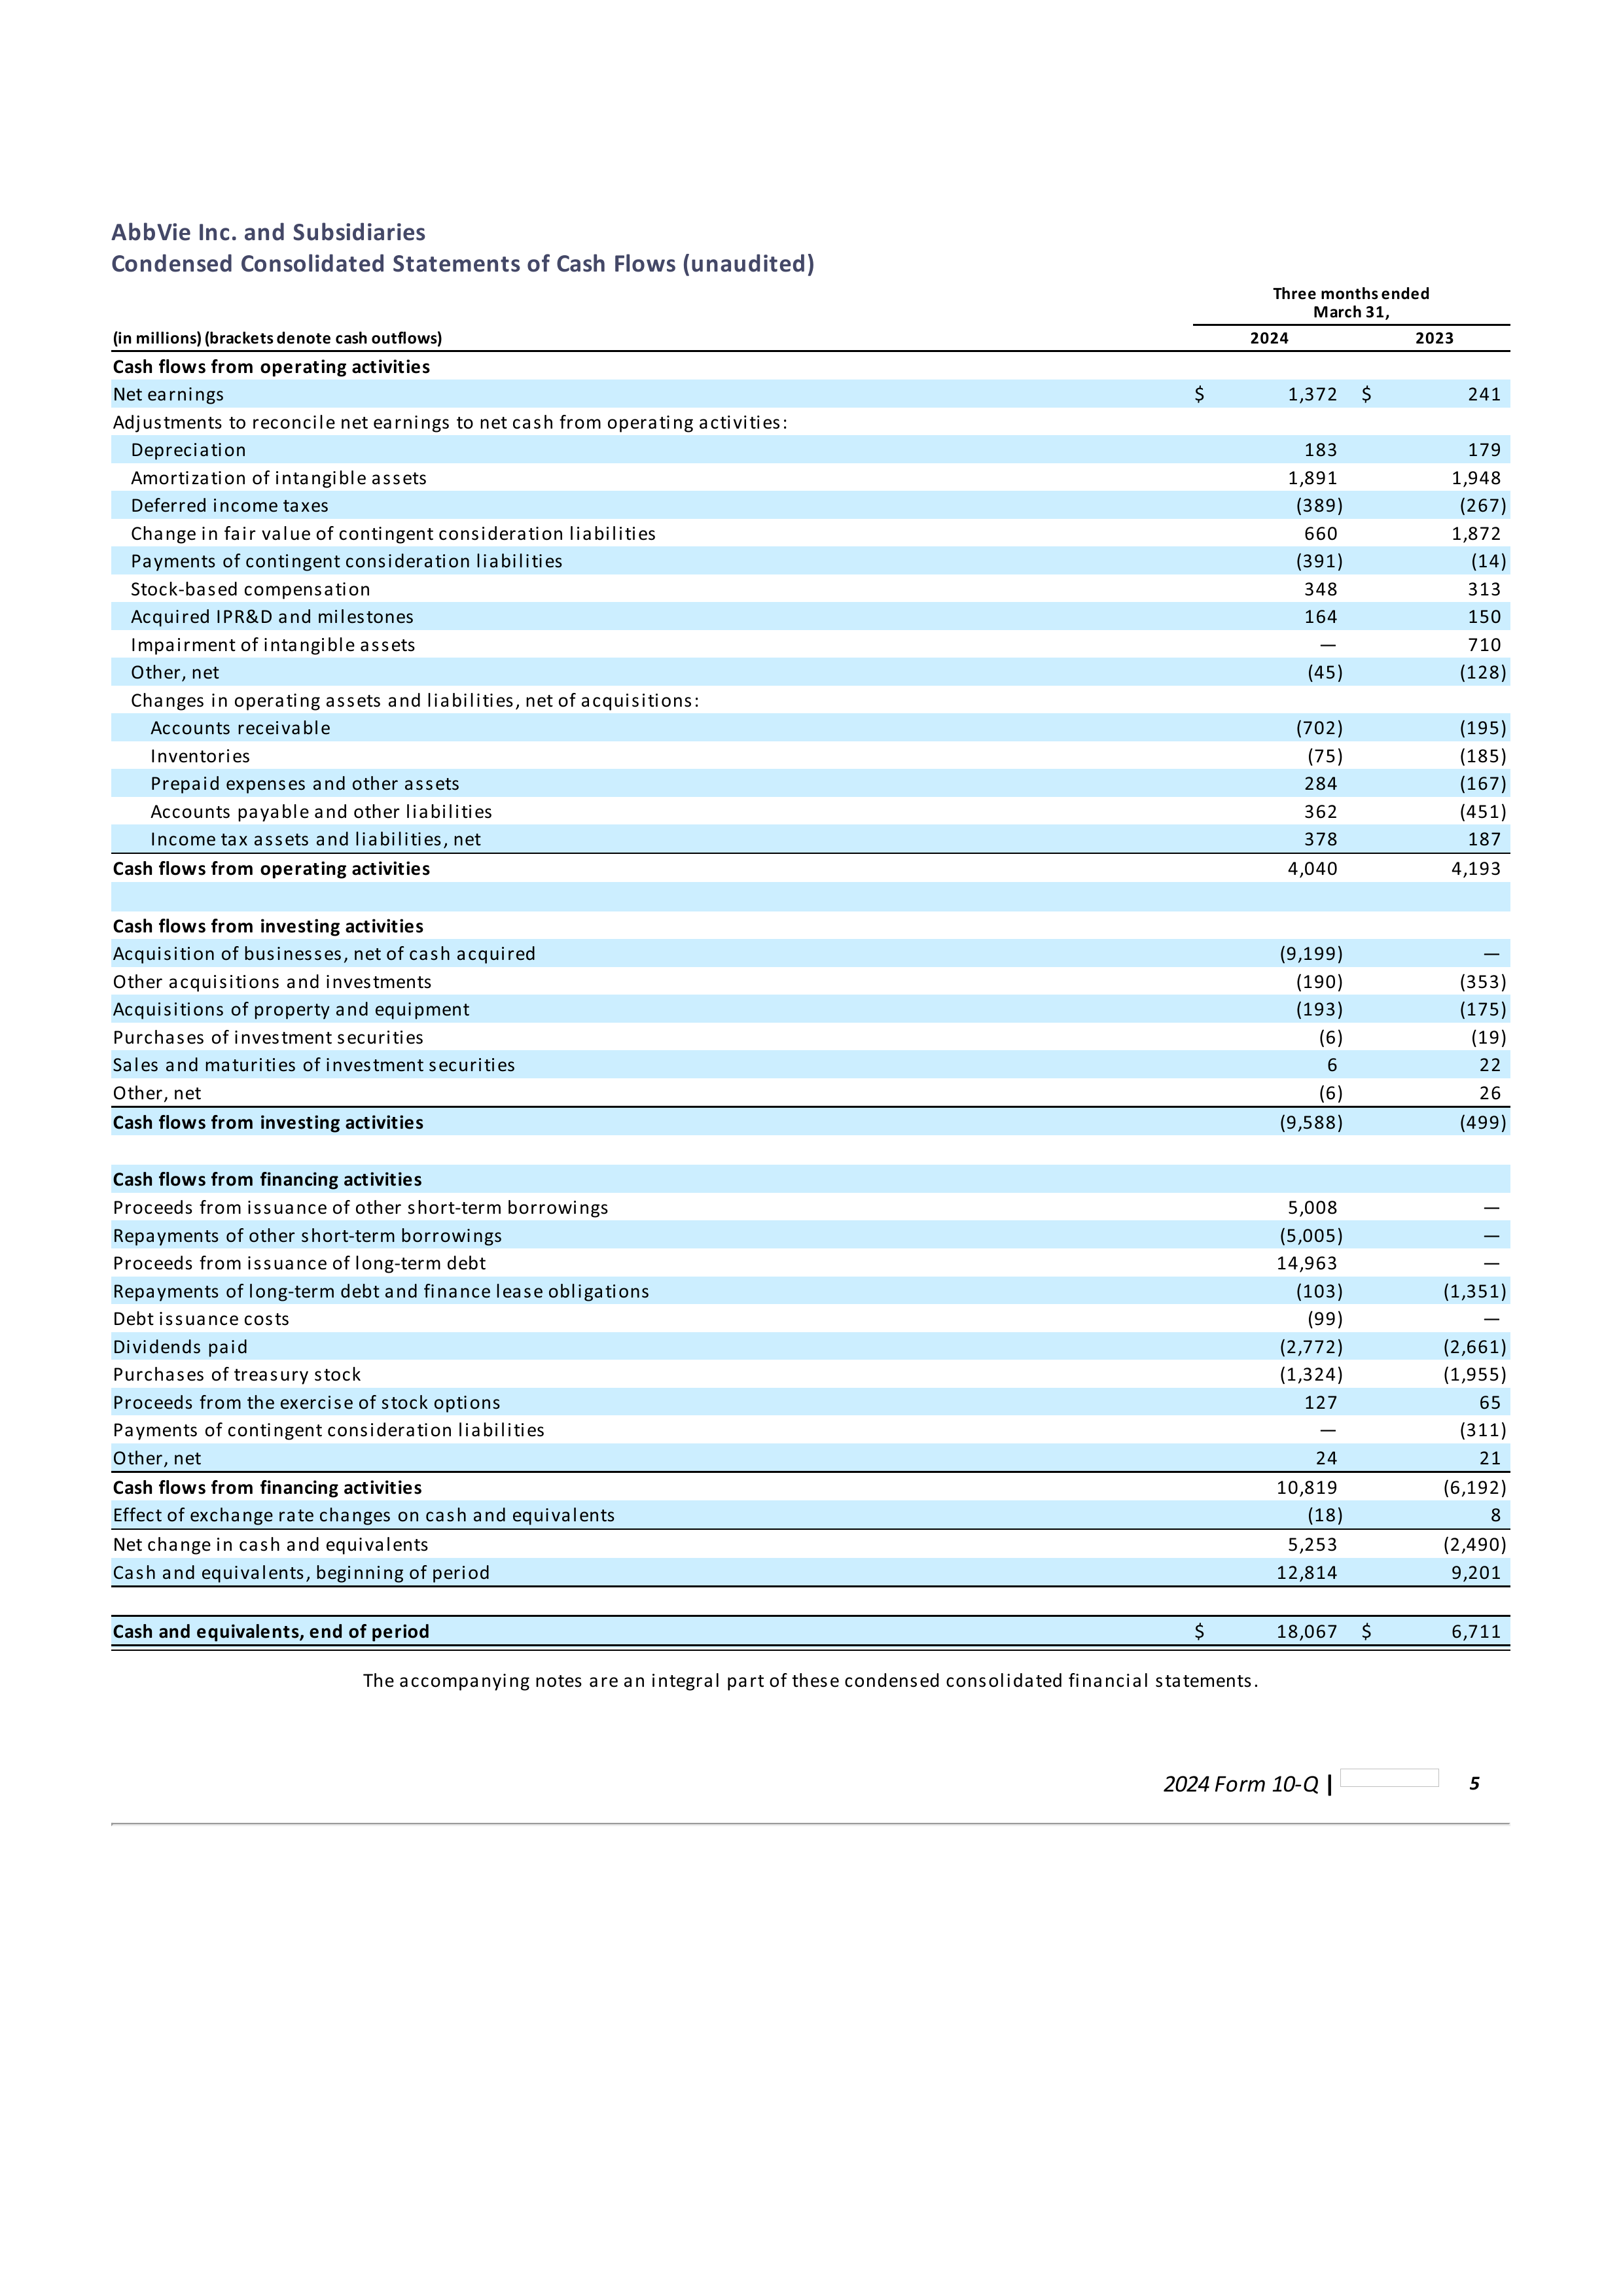 AbbVie Inc. and Subsidiaries
Condensed Consolidated Statements of Cash Flows (unaudited)
Three months ended
March 31,
(in millions) (brackets denote cash outflows) 2024 2023
Cash flows from operating activities
Net earnings $ 1,372 $ 241
Adjustments to reconcile net earnings to net cash from operating activities:
Depreciation 183 179
Amortization of intangible assets 1,891 1,948
Deferred income taxes (389) (267)
Change in fair value of contingent consideration liabilities 660 1,872
Payments of contingent consideration liabilities (391) (14)
Stock-based compensation 348 313
Acquired IPR&D and milestones 164 150
Impairment of intangible assets — 710
Other, net (45) (128)
Changes in operating assets and liabilities, net of acquisitions:
Accounts receivable (702) (195)
Inventories (75) (185)
Prepaid expenses and other assets 284 (167)
Accounts payable and other liabilities 362 (451)
Income tax assets and liabilities, net 378 187
Cash flows from operating activities 4,040 4,193
Cash flows from investing activities
Acquisition of businesses, net of cash acquired (9,199) —
Other acquisitions and investments (190) (353)
Acquisitions of property and equipment (193) (175)
Purchases of investment securities (6) (19)
Sales and maturities of investment securities 6 22
Other, net (6) 26
Cash flows from investing activities (9,588) (499)
Cash flows from financing activities
Proceeds from issuance of other short-term borrowings 5,008 —
Repayments of other short-term borrowings (5,005) —
Proceeds from issuance of long-term debt 14,963 —
Repayments of long-term debt and finance lease obligations (103) (1,351)
Debt issuance costs (99) —
Dividends paid (2,772) (2,661)
Purchases of treasury stock (1,324) (1,955)
Proceeds from the exercise of stock options 127 65
Payments of contingent consideration liabilities — (311)
Other, net 24 21
Cash flows from financing activities 10,819 (6,192)
Effect of exchange rate changes on cash and equivalents (18) 8
Net change in cash and equivalents 5,253 (2,490)
Cash and equivalents, beginning of period 12,814 9,201
Cash and equivalents, end of period $ 18,067 $ 6,711
The accompanying notes are an integral part of these condensed consolidated financial statements.
2024 Form 10-Q | 5